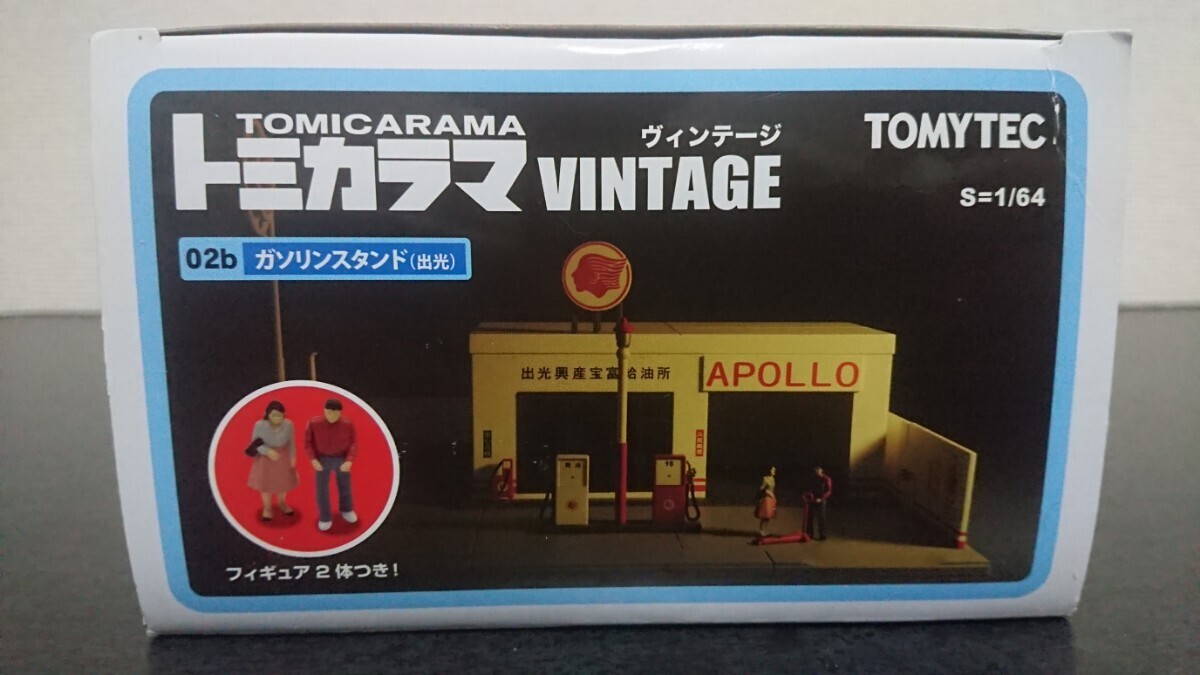 TOMICARAMA
トミカラマ
ヴィンテージ
VINTAGE
TOMYTEC
S=1/64
02b ガソリンスタンド(出光)
出光興産宝富給油所
APOLLO
フィギュア2体つき!